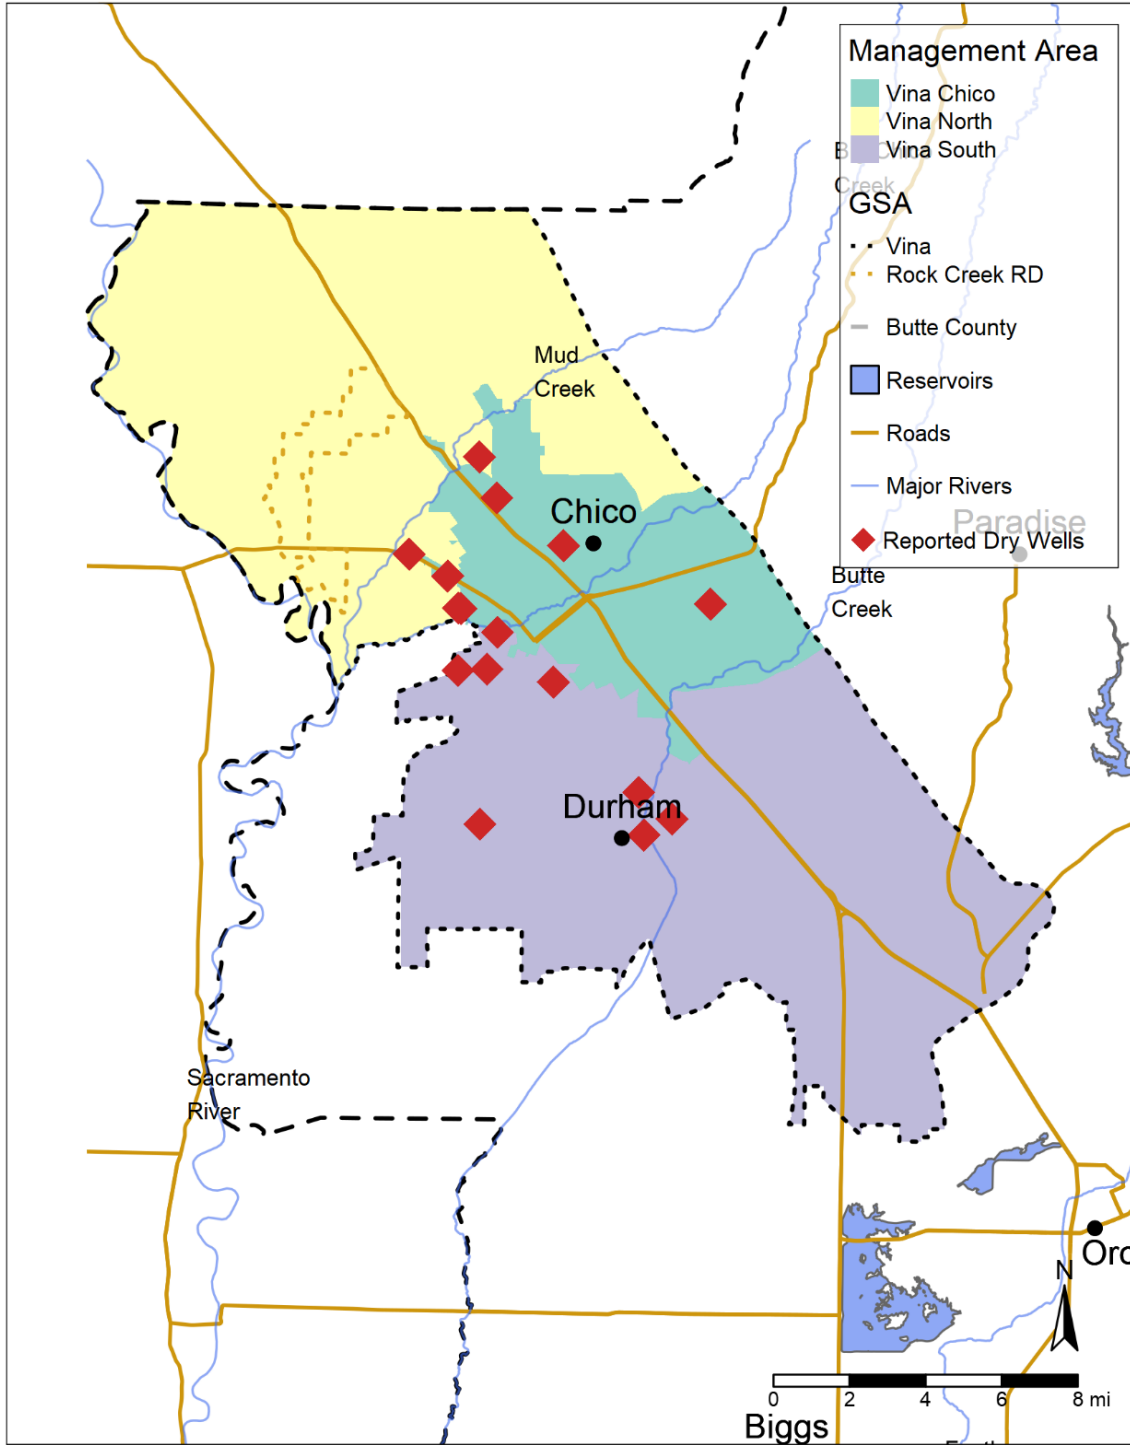 Management Area
Vina Chico
Vina North
Vina South
Creek
GSA
Vina
Rock Creek RD
Butte County
Reservoirs
Roads
Major Rivers
Paradise
Reported Dry Wells
Mud
Creek
Chico
Butte
Creek
Durham
Sacramento
River
Oro
N
0 2 4 6 8 mi
Biggs